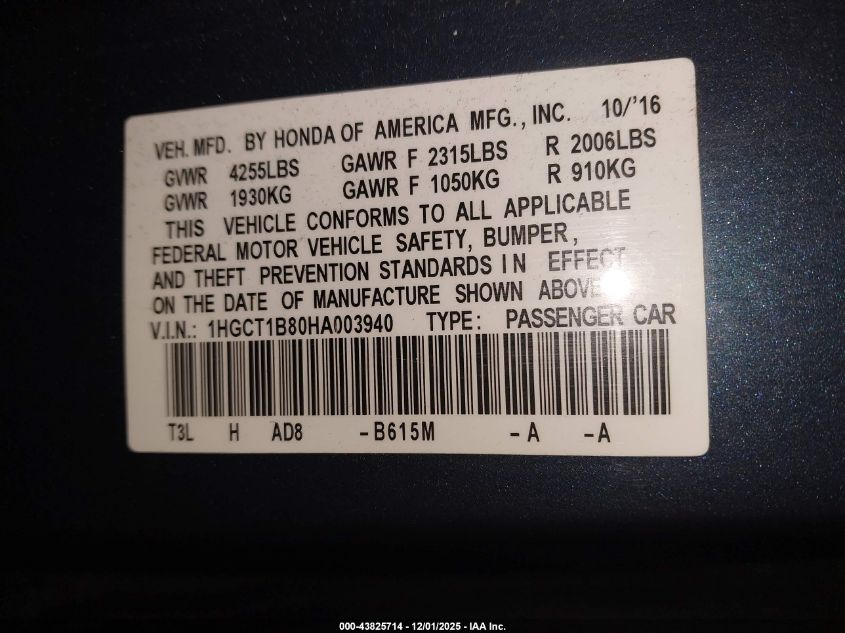 VEH. MFD. BY HONDA OF AMERICA MFG., INC. 10/'16
GVWR 4255LBS GAWR F 2315LBS R 2006LBS
GVWR 1930KG GAWR F 1050KG R 910KG
THIS VEHICLE CONFORMS TO ALL APPLICABLE
FEDERAL MOTOR VEHICLE SAFETY, BUMPER,
AND THEFT PREVENTION STANDARDS IN EFFECT
ON THE DATE OF MANUFACTURE SHOWN ABOVE
V.I.N.: 1HGCT1B80HA003940 TYPE: PASSENGER CAR
T3L H AD8 -B615M -A -A
000-43825714 - 12/01/2025 - IAA Inc.